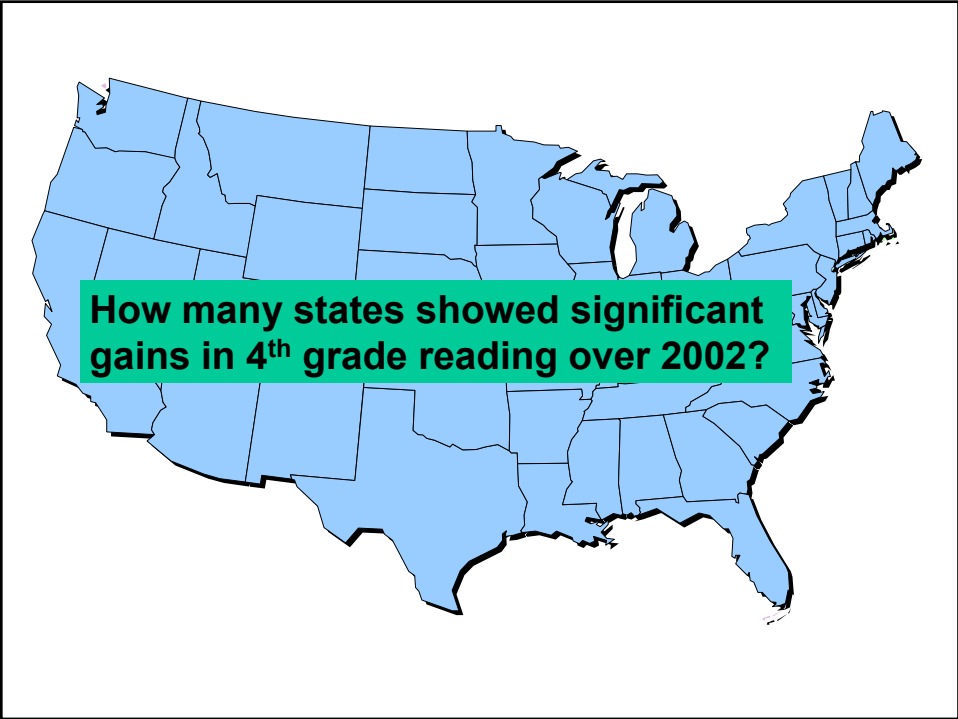 How many states showed significant
gains in 4th grade reading over 2002?